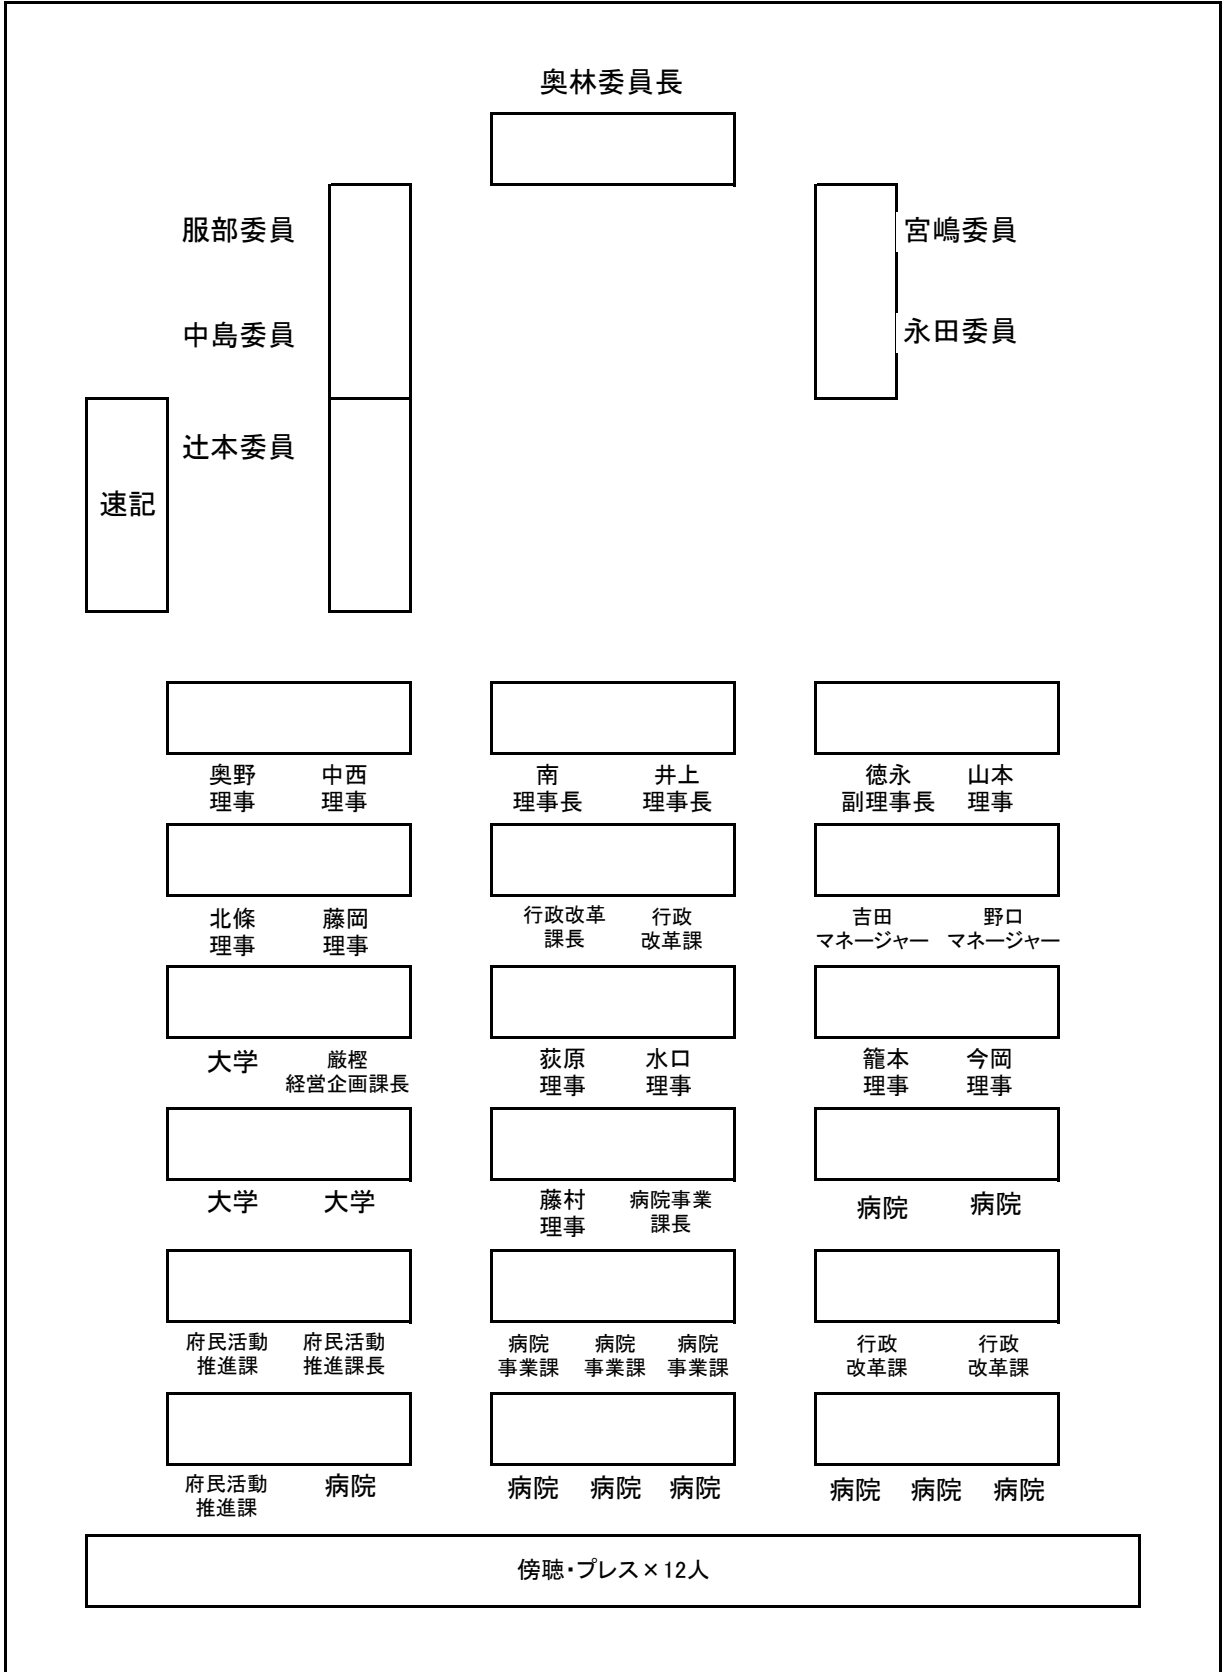 奥林委員長
服部委員
宮嶋委員
中島委員
永田委員
辻本委員
速記
奥野
理事
中西
理事
南
理事長
井上
理事長
徳永
副理事長
山本
理事
北條
理事
藤岡
理事
行政改革
課長
行政
改革課
吉田
マネージャー
野口
マネージャー
大学
厳樫
経営企画課長
荻原
理事
水口
理事
籠本
理事
今岡
理事
大学
大学
藤村
理事
病院事業
課長
病院
病院
府民活動
推進課
府民活動
推進課長
病院
事業課
病院
事業課
病院
事業課
行政
改革課
行政
改革課
府民活動
推進課
病院
病院
病院
病院
病院
病院
病院
傍聴・プレス×12人